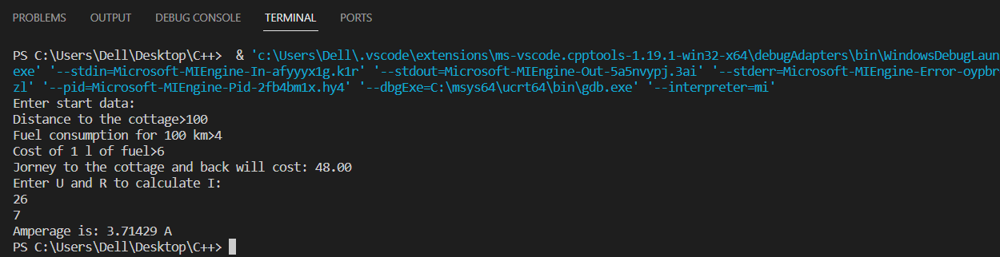 PROBLEMS OUTPUT DEBUG CONSOLE TERMINAL PORTS
PS C:\Users\Dell\Desktop\C++>  & 'c:\Users\Dell\.vscode\extensions\ms-vscode.cpptools-1.19.1-win32-x64\debugAdapters\bin\WindowsDebugLaun
exe' '--stdin=Microsoft-MIEngine-In-afyyyx1g.k1r' '--stdout=Microsoft-MIEngine-Out-5a5nvypj.3ai' '--stderr=Microsoft-MIEngine-Error-oypbr
zl' '--pid=Microsoft-MIEngine-Pid-2fb4bm1x.hy4' '--dbgExe=C:\msys64\ucrt64\bin\gdb.exe' '--interpreter=mi'
Enter start data:
Distance to the cottage>100
Fuel consumption for 100 km>4
Cost of 1 l of fuel>6
Jorney to the cottage and back will cost: 48.00
Enter U and R to calculate I:
26
7
Amperage is: 3.71429 A
PS C:\Users\Dell\Desktop\C++>